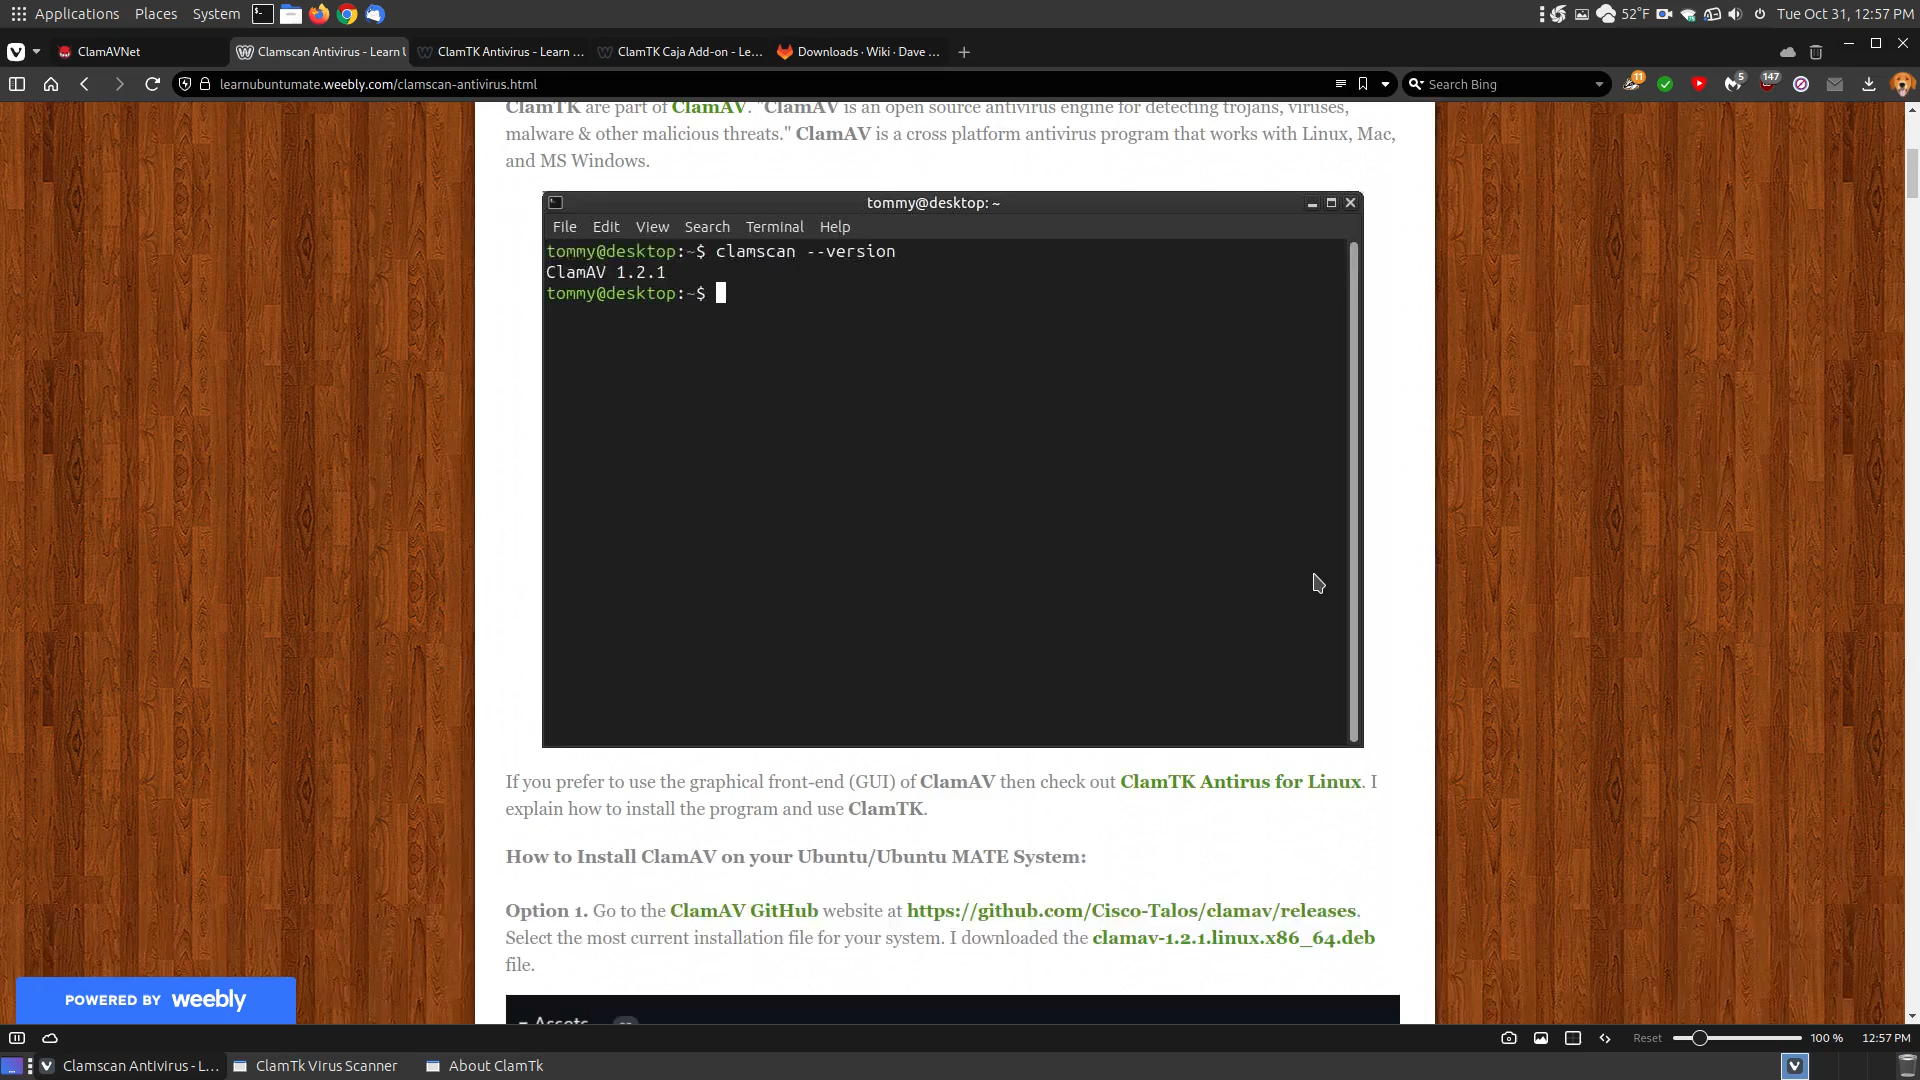 Applications Places System 52°F Tue Oct 31, 12:57 PM
ClamAVNet Clamscan Antivirus - Learn U ClamTK Antivirus - Learn ... ClamTK Caja Add-on - Le... Downloads · Wiki · Dave ...
learnubuntumate.weebly.com/clamscan-antivirus.html Search Bing 11 5 147
ClamTK are part of ClamAV. "ClamAV is an open source antivirus engine for detecting trojans, viruses,
malware & other malicious threats." ClamAV is a cross platform antivirus program that works with Linux, Mac,
and MS Windows.
tommy@desktop: ~
File Edit View Search Terminal Help
tommy@desktop:~$ clamscan --version
ClamAV 1.2.1
tommy@desktop:~$
If you prefer to use the graphical front-end (GUI) of ClamAV then check out ClamTK Antirus for Linux. I
explain how to install the program and use ClamTK.
How to Install ClamAV on your Ubuntu/Ubuntu MATE System:
Option 1. Go to the ClamAV GitHub website at https://github.com/Cisco-Talos/clamav/releases.
Select the most current installation file for your system. I downloaded the clamav-1.2.1.linux.x86_64.deb
file.
POWERED BY weebly
Assets
Reset 100 % 12:57 PM
Clamscan Antivirus - L... ClamTk Virus Scanner About ClamTk